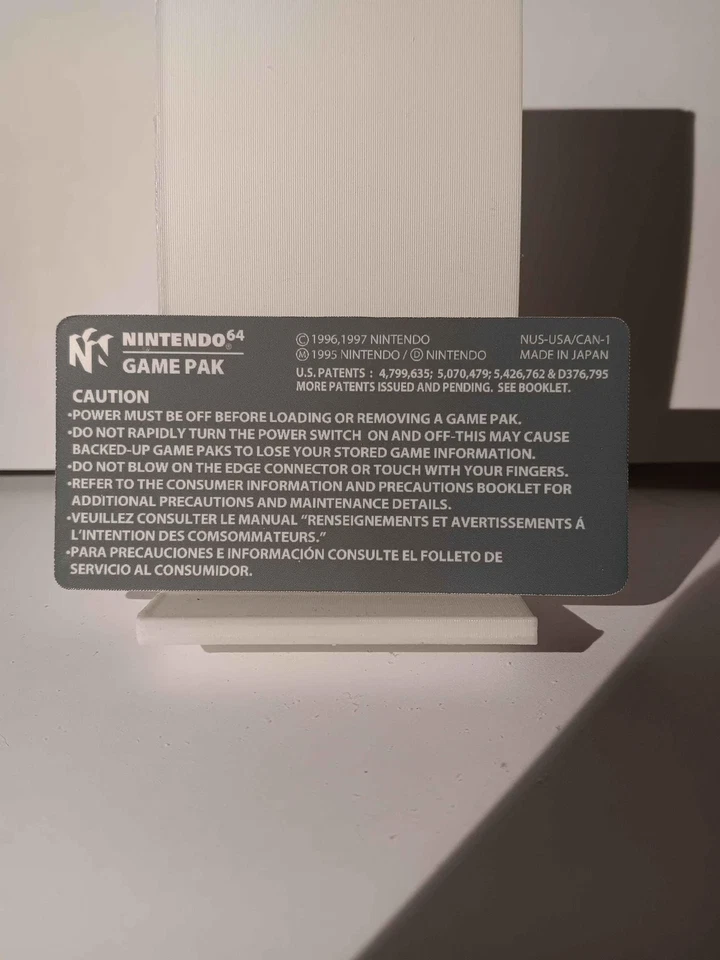 NINTENDO⁶⁴
GAME PAK
Ⓒ1996,1997 NINTENDO
Ⓜ 1995 NINTENDO / Ⓓ NINTENDO
NUS-USA/CAN-1
MADE IN JAPAN
U.S.PATENTS : 4,799,635; 5,070,479; 5,426,762 & D376,795
MORE PATENTS ISSUED AND PENDING. SEE BOOKLET.
CAUTION
•POWER MUST BE OFF BEFORE LOADING OR REMOVING A GAME PAK.
•DO NOT RAPIDLY TURN THE POWER SWITCH ON AND OFF-THIS MAY CAUSE
BACKED-UP GAME PAKS TO LOSE YOUR STORED GAME INFORMATION.
•DO NOT BLOW ON THE EDGE CONNECTOR OR TOUCH WITH YOUR FINGERS.
•REFER TO THE CONSUMER INFORMATION AND PRECAUTIONS BOOKLET FOR
ADDITIONAL PRECAUTIONS AND MAINTENANCE DETAILS.
•VEUILLEZ CONSULTER LE MANUAL “RENSEIGNEMENTS ET AVERTISSEMENTS Á
L’INTENTION DES COMSOMMATEURS.”
•PARA PRECAUCIONES E INFORMACIÓN CONSULTE EL FOLLETO DE
SERVICIO AL CONSUMIDOR.